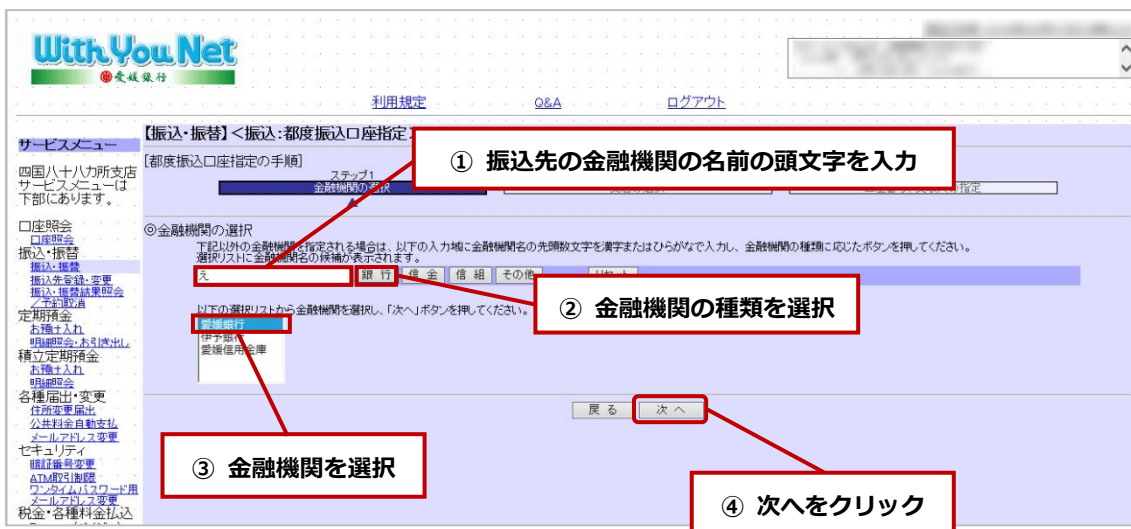 With You Net
愛媛銀行
利用規定
Q&A
ログアウト
サービスメニュー
四国八十八カ所支店
サービスメニューは
下部にあります。
口座照会
口座照会
振込・振替
振込・振替
振込先登録・変更
振込・振替結果照会
／予約取消
定期預金
お預け入れ
明細照会・お引き出し
積立定期預金
お預け入れ
明細照会
各種届出・変更
住所変更届出
公共料金自動支払
メールアドレス変更
セキュリティ
暗証番号変更
ATM取引制限
ワンタイムパスワード用
メールアドレス変更
税金・各種料金払込
【振込・振替】＜振込：都度振込口座指定＞
[都度振込口座指定の手順]
ステップ1
金融機関の選択
① 振込先の金融機関の名前の頭文字を入力
◎金融機関の選択
下記以外の金融機関を指定される場合は、以下の入力域に金融機関名の先頭数文字を漢字またはひらがなで入力し、金融機関の種類に応じたボタンを押してください。
選択リストに金融機関名の候補が表示されます。
え 銀 行 信 金 信 組 その他 リセット
② 金融機関の種類を選択
以下の選択リストから金融機関を選択し、「次へ」ボタンを押してください。
愛媛銀行
伊予銀行
愛媛信用金庫
戻 る 次 へ
③ 金融機関を選択
④ 次へをクリック